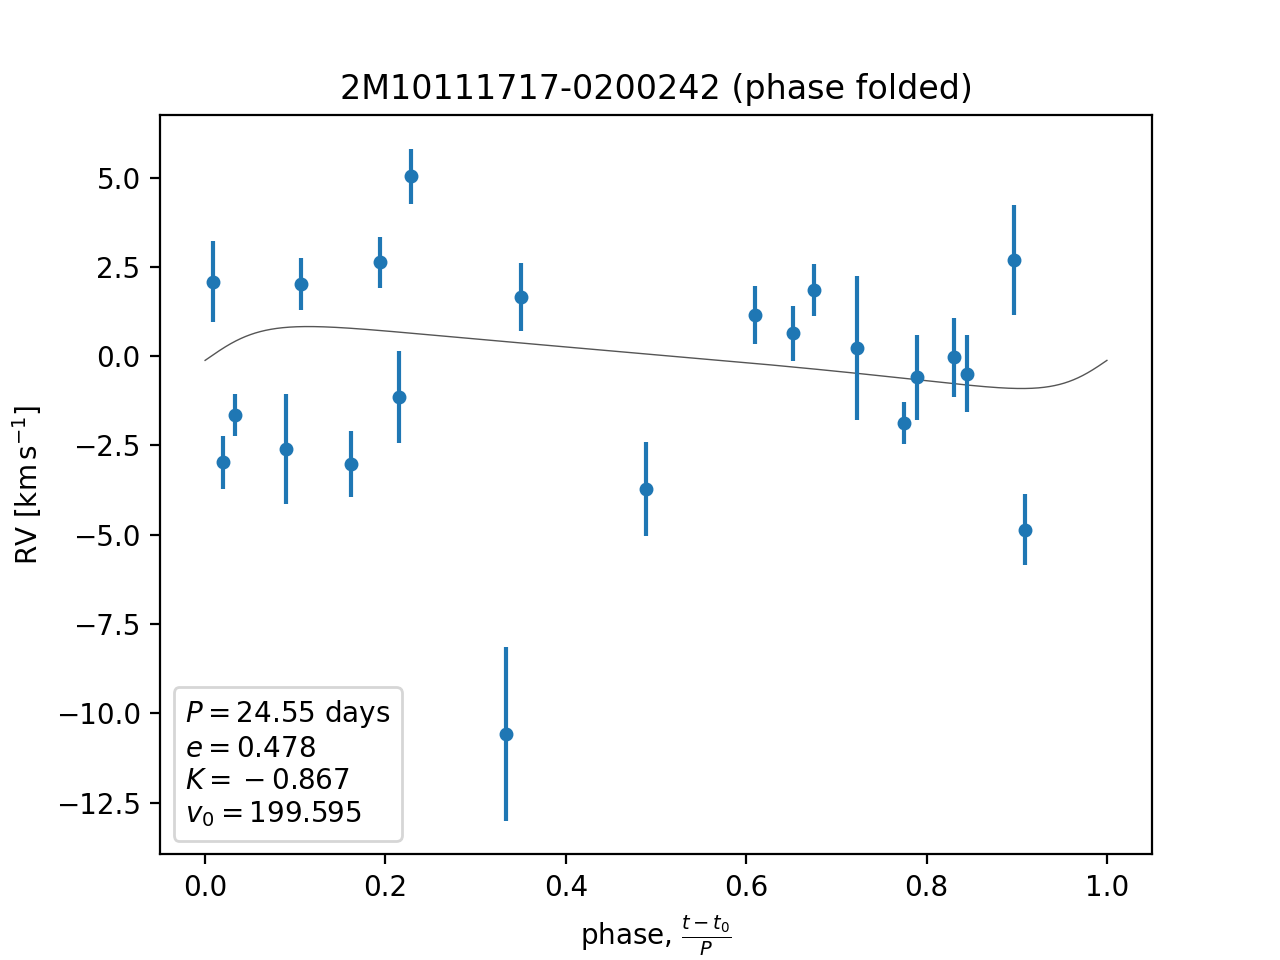 2M10111717-0200242 (phase folded)
RV [km s⁻¹]
5.0
2.5
0.0
−2.5
−5.0
−7.5
−10.0
−12.5
P = 24.55 days
e = 0.478
K = −0.867
v₀ = 199.595
0.0 0.2 0.4 0.6 0.8 1.0
phase, (t − t₀)/P